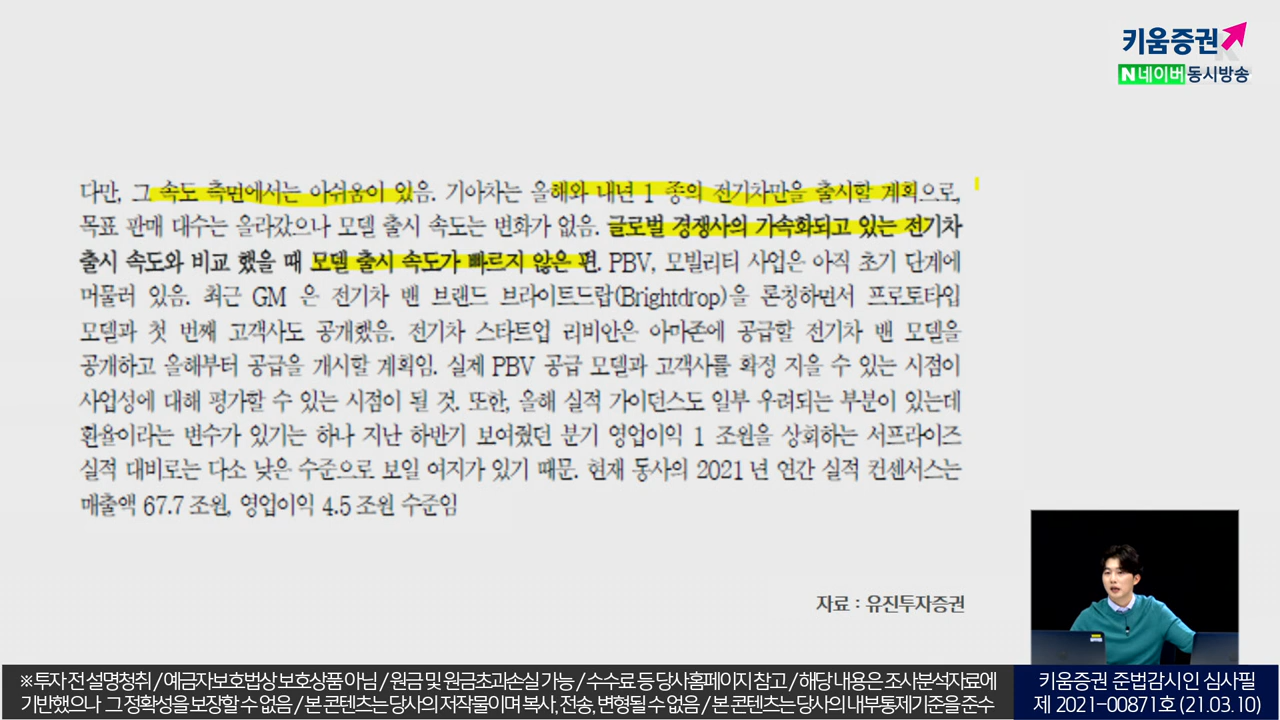 키움증권
N 네이버 동시방송
다만, 그 속도 측면에서는 아쉬움이 있음. 기아차는 올해와 내년 1 종의 전기차만을 출시할 계획으로,
목표 판매 대수는 올라갔으나 모델 출시 속도는 변화가 없음. 글로벌 경쟁사의 가속화되고 있는 전기차
출시 속도와 비교 했을 때 모델 출시 속도가 빠르지 않은 편. PBV, 모빌리티 사업은 아직 초기 단계에
머물러 있음. 최근 GM 은 전기차 밴 브랜드 브라이트드랍(Brightdrop)을 론칭하면서 프로토타입
모델과 첫 번째 고객사도 공개했음. 전기차 스타트업 리비안은 아마존에 공급할 전기차 밴 모델을
공개하고 올해부터 공급을 개시할 계획임. 실제 PBV 공급 모델과 고객사를 확정 지을 수 있는 시점이
사업성에 대해 평가할 수 있는 시점이 될 것. 또한, 올해 실적 가이던스도 일부 우려되는 부분이 있는데
환율이라는 변수가 있기는 하나 지난 하반기 보여줬던 분기 영업이익 1 조원을 상회하는 서프라이즈
실적 대비로는 다소 낮은 수준으로 보일 여지가 있기 때문. 현재 동사의 2021 년 연간 실적 컨센서스는
매출액 67.7 조원, 영업이익 4.5 조원 수준임
자료 : 유진투자증권
※ 투자 전 설명청취 / 예금자보호법상 보호상품 아님 / 원금 및 원금초과손실 가능 / 수수료 등 당사홈페이지 참고 / 해당 내용은 조사분석자료에
기반했으나 그 정확성을 보장할 수 없음 / 본 콘텐츠는 당사의 저작물이며 복사, 전송, 변형될 수 없음 / 본 콘텐츠는 당사의 내부통제기준을 준수
키움증권 준법감시인 심사필
제 2021-00871호 (21.03.10)